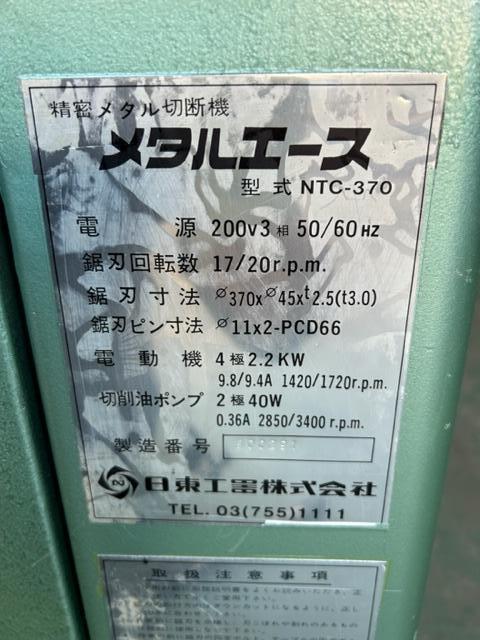 精密メタル切断機
メタルエース
型式 NTC-370
電源 200v3相 50/60Hz
鋸刃回転数 17/20r.p.m.
鋸刃寸法 ø370xø45xt2.5(t3.0)
鋸刃ピン寸法 ø11x2-PCD66
電動機 4極2.2KW
9.8/9.4A 1420/1720r.p.m.
切削油ポンプ 2極40W
0.36A 2850/3400r.p.m.
製造番号
日東工営株式会社
TEL. 03(755)1111
取扱注意事項